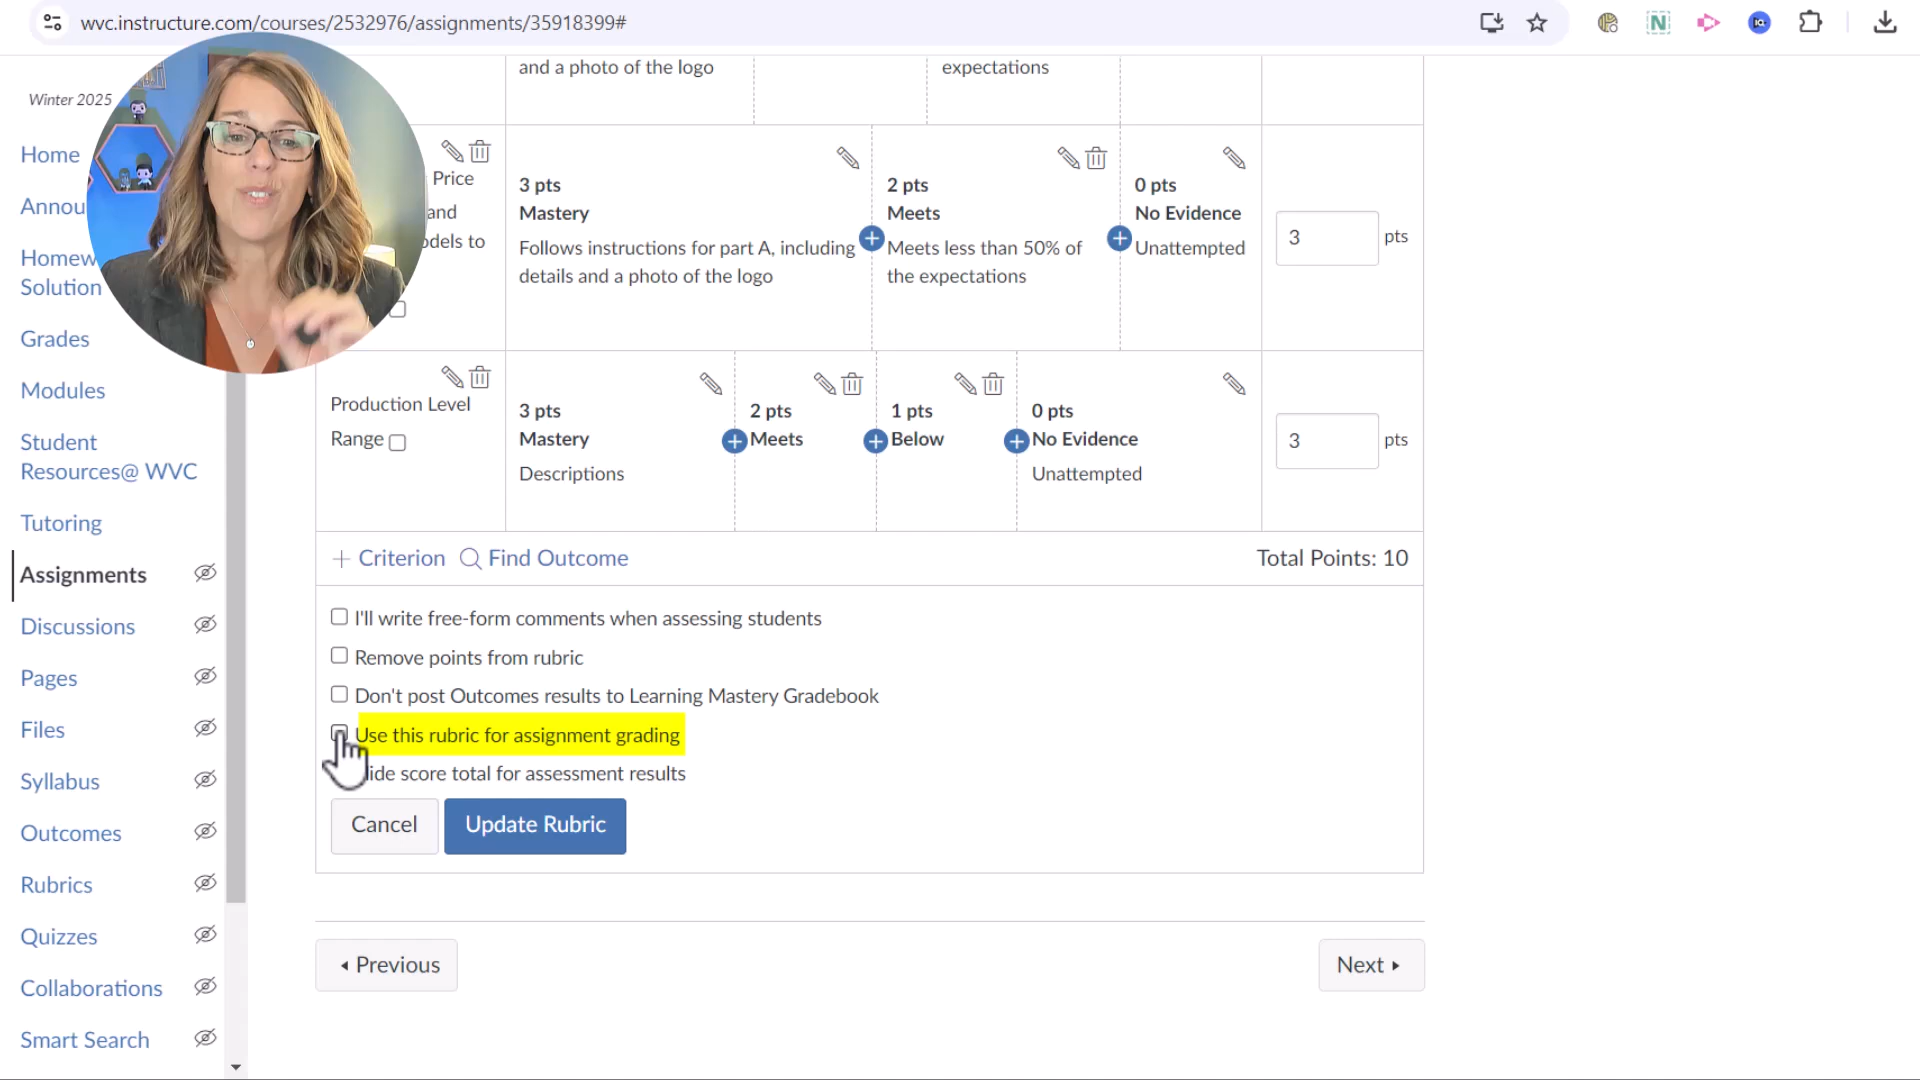 wvc.instructure.com/courses/2532976/assignments/35918399#
and a photo of the logo
expectations
Winter 2025
Home
Annou
Homew
Solution
Grades
Modules
Student
Resources@ WVC
Tutoring
Assignments
Discussions
Pages
Files
Syllabus
Outcomes
Rubrics
Quizzes
Collaborations
Smart Search
Price
and
odels to
3 pts
Mastery
Follows instructions for part A, including
details and a photo of the logo
2 pts
Meets
Meets less than 50% of
the expectations
0 pts
No Evidence
Unattempted
3 pts
Production Level
Range
3 pts
Mastery
Descriptions
2 pts
Meets
1 pts
Below
0 pts
No Evidence
Unattempted
3 pts
+ Criterion Find Outcome Total Points: 10
I'll write free-form comments when assessing students
Remove points from rubric
Don't post Outcomes results to Learning Mastery Gradebook
Use this rubric for assignment grading
ide score total for assessment results
Cancel Update Rubric
Previous Next